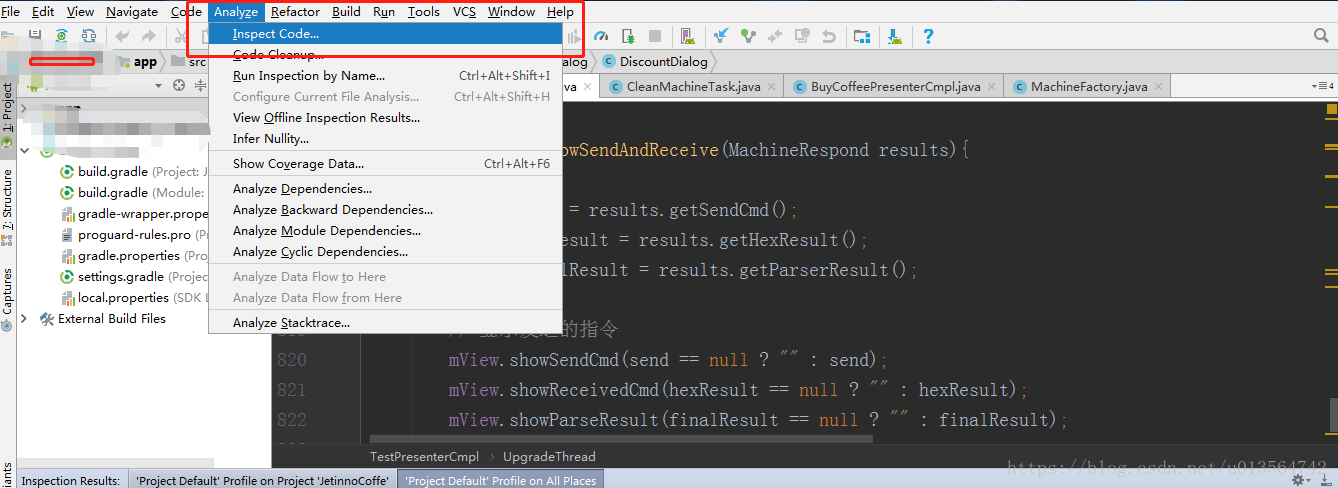 File Edit View Navigate Code Analyze Refactor Build Run Tools VCS Window Help
Inspect Code...
Code Cleanup...
Run Inspection by Name... Ctrl+Alt+Shift+I
Configure Current File Analysis... Ctrl+Alt+Shift+H
View Offline Inspection Results...
Infer Nullity...
Show Coverage Data... Ctrl+Alt+F6
Analyze Dependencies...
Analyze Backward Dependencies...
Analyze Module Dependencies...
Analyze Cyclic Dependencies...
Analyze Data Flow to Here
Analyze Data Flow from Here
Analyze Stacktrace...
app src alog DiscountDialog
ava CleanMachineTask.java BuyCoffeePresenterCmpl.java MachineFactory.java 4
1: Project
7: Structure
Captures
iants
build.gradle (Project: J
build.gradle (Module:
gradle-wrapper.prope
proguard-rules.pro (Pr
gradle.properties (Proj
settings.gradle (Projec
local.properties (SDK L
External Build Files
owSendAndReceive(MachineRespond results){
= results.getSendCmd();
esult = results.getHexResult();
lResult = results.getParserResult();
的指令
820 mView.showSendCmd(send == null ? "" : send);
821 mView.showReceivedCmd(hexResult == null ? "" : hexResult);
822 mView.showParseResult(finalResult == null ? "" : finalResult);
TestPresenterCmpl UpgradeThread
https://blog.csdn.net/u013564742
Inspection Results: 'Project Default' Profile on Project 'JetinnoCoffe' 'Project Default' Profile on All Places